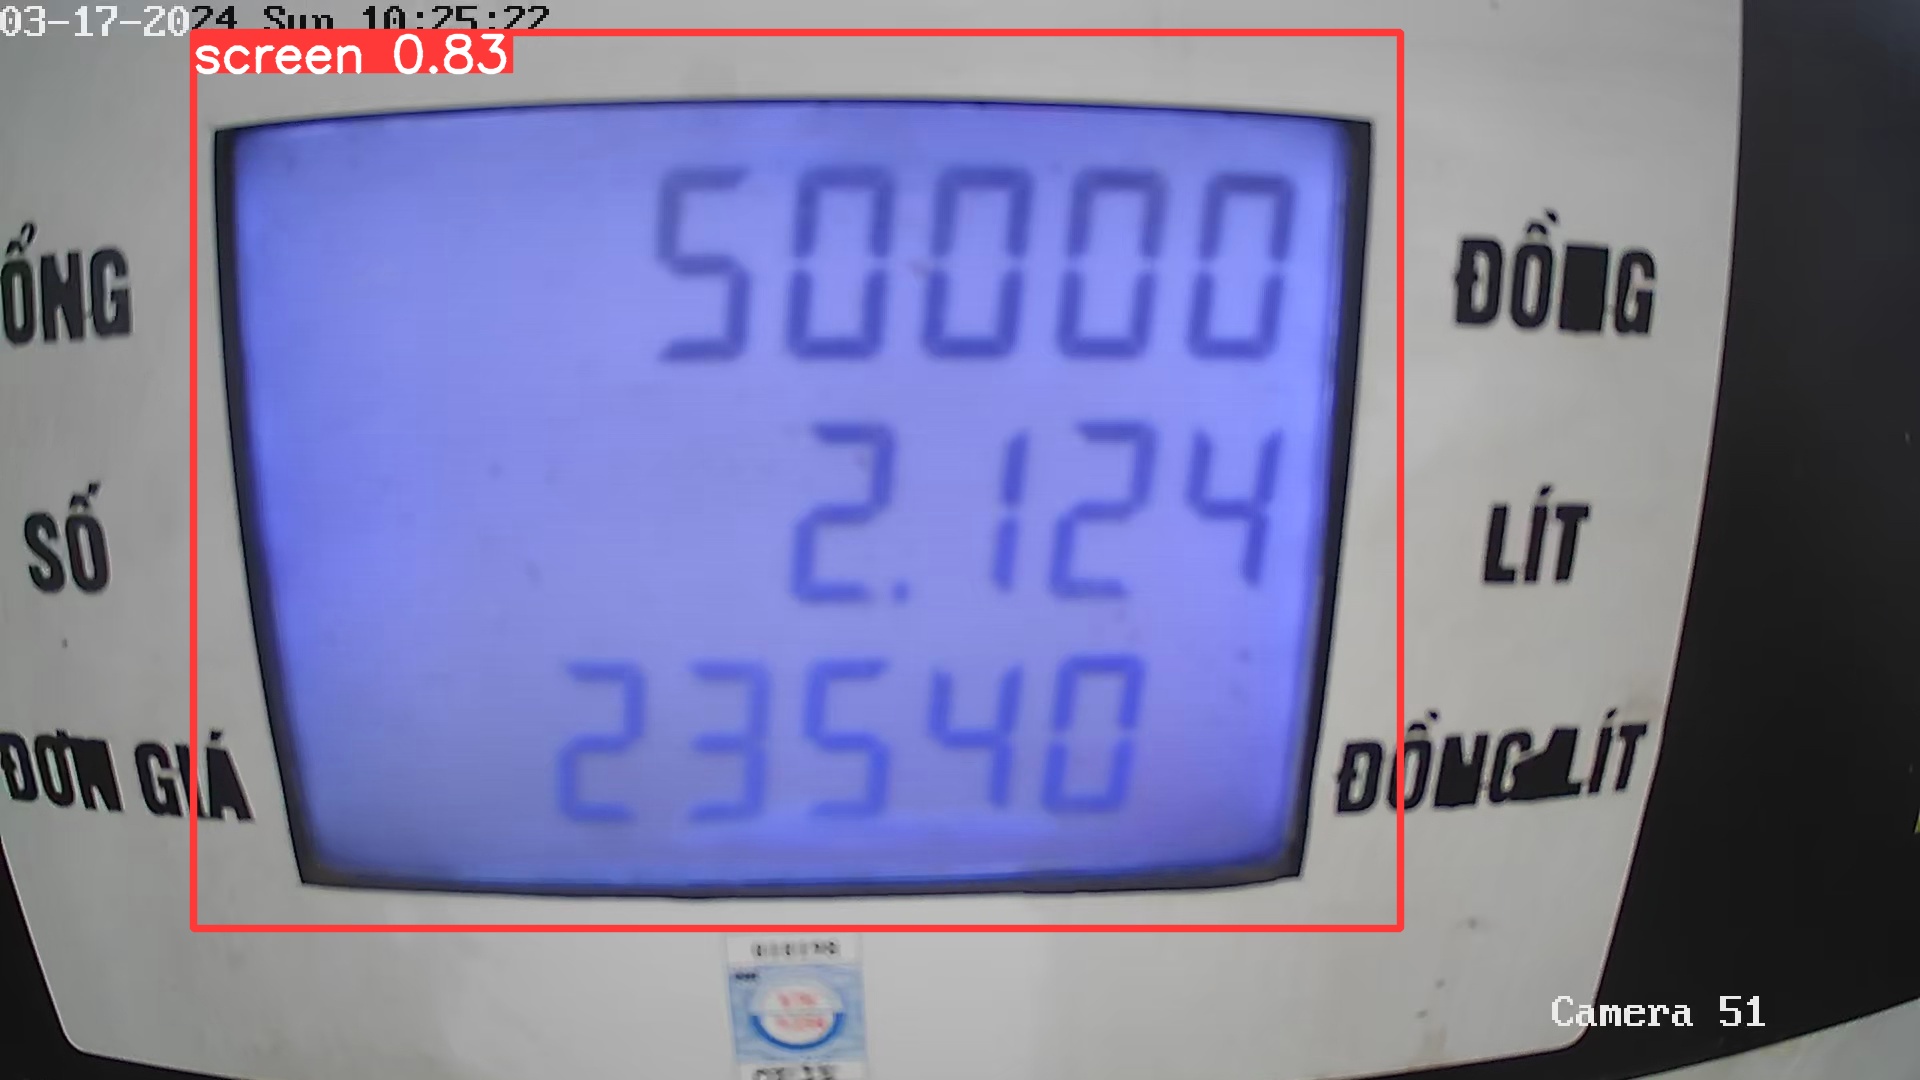 03-17-2024 Sun 10:25:22
screen 0.83
ỔNG 50000 ĐỒNG
SỐ 2.124 LÍT
ĐƠN GIÁ 23540 ĐỒNG/LÍT
Camera 51